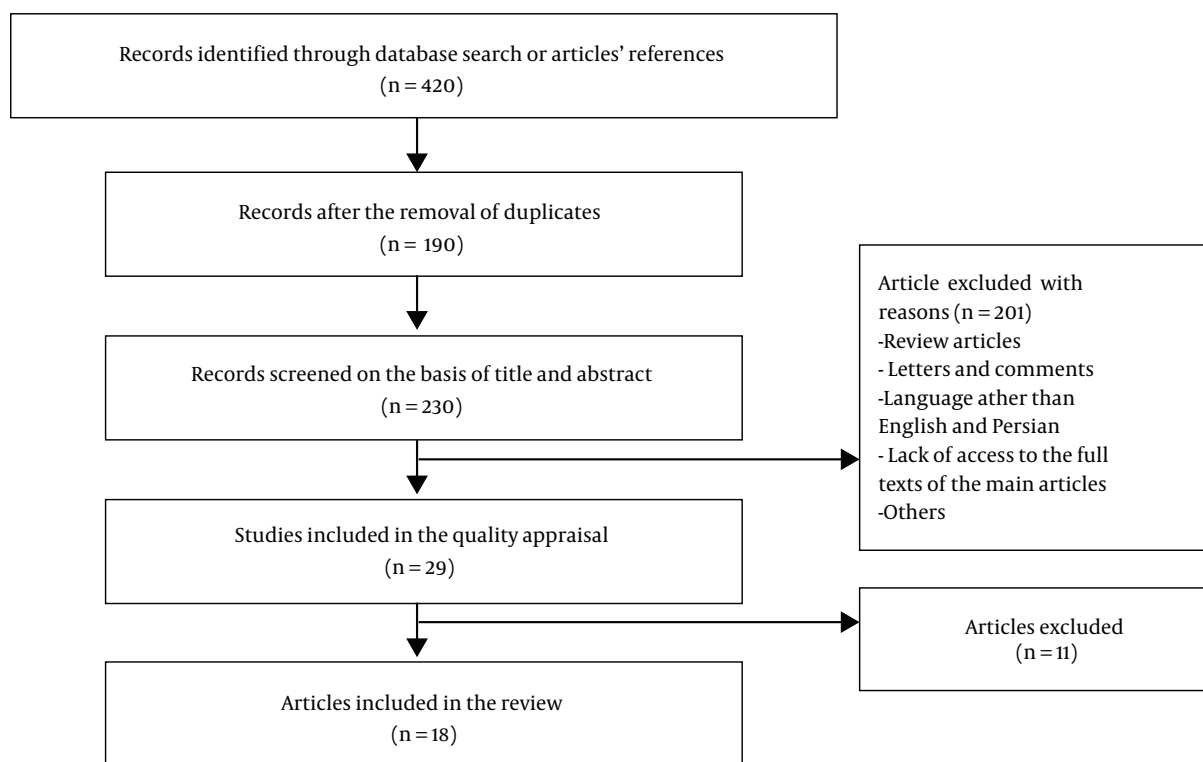 Records identified through database search or articles' references
(n = 420)
Records after the removal of duplicates
(n = 190)
Records screened on the basis of title and abstract
(n = 230)
Article excluded with
reasons (n = 201)
-Review articles
- Letters and comments
-Language ather than
English and Persian
- Lack of access to the full
texts of the main articles
-Others
Studies included in the quality appraisal
(n = 29)
Articles excluded
(n = 11)
Articles included in the review
(n = 18)